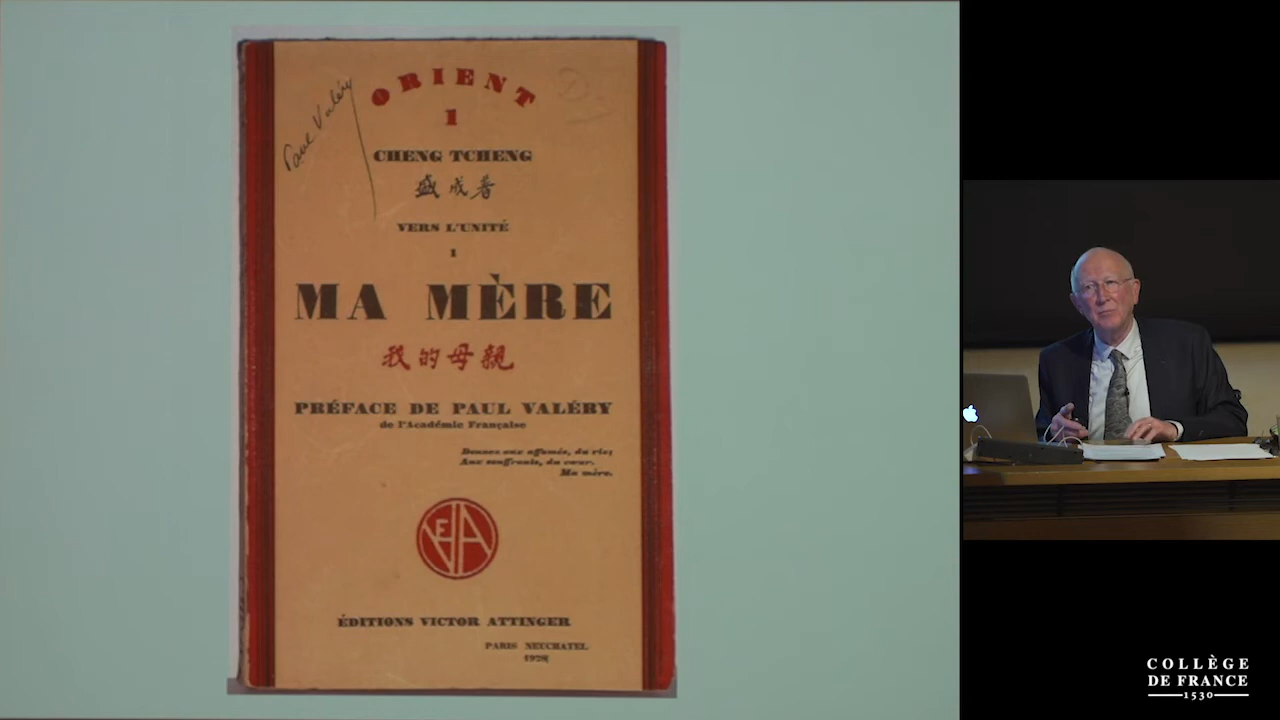 ORIENT
1
Paul Valéry
CHENG TCHENG
盛成著
VERS L'UNITÉ
I
MA MÈRE
我的母親
PRÉFACE DE PAUL VALÉRY
de l'Académie Française
Donnez aux affamés, du riz;
Aux souffrants, du cœur.
Ma mère.
VEA
ÉDITIONS VICTOR ATTINGER
PARIS NEUCHATEL
1928
COLLÈGE
DE FRANCE
1530